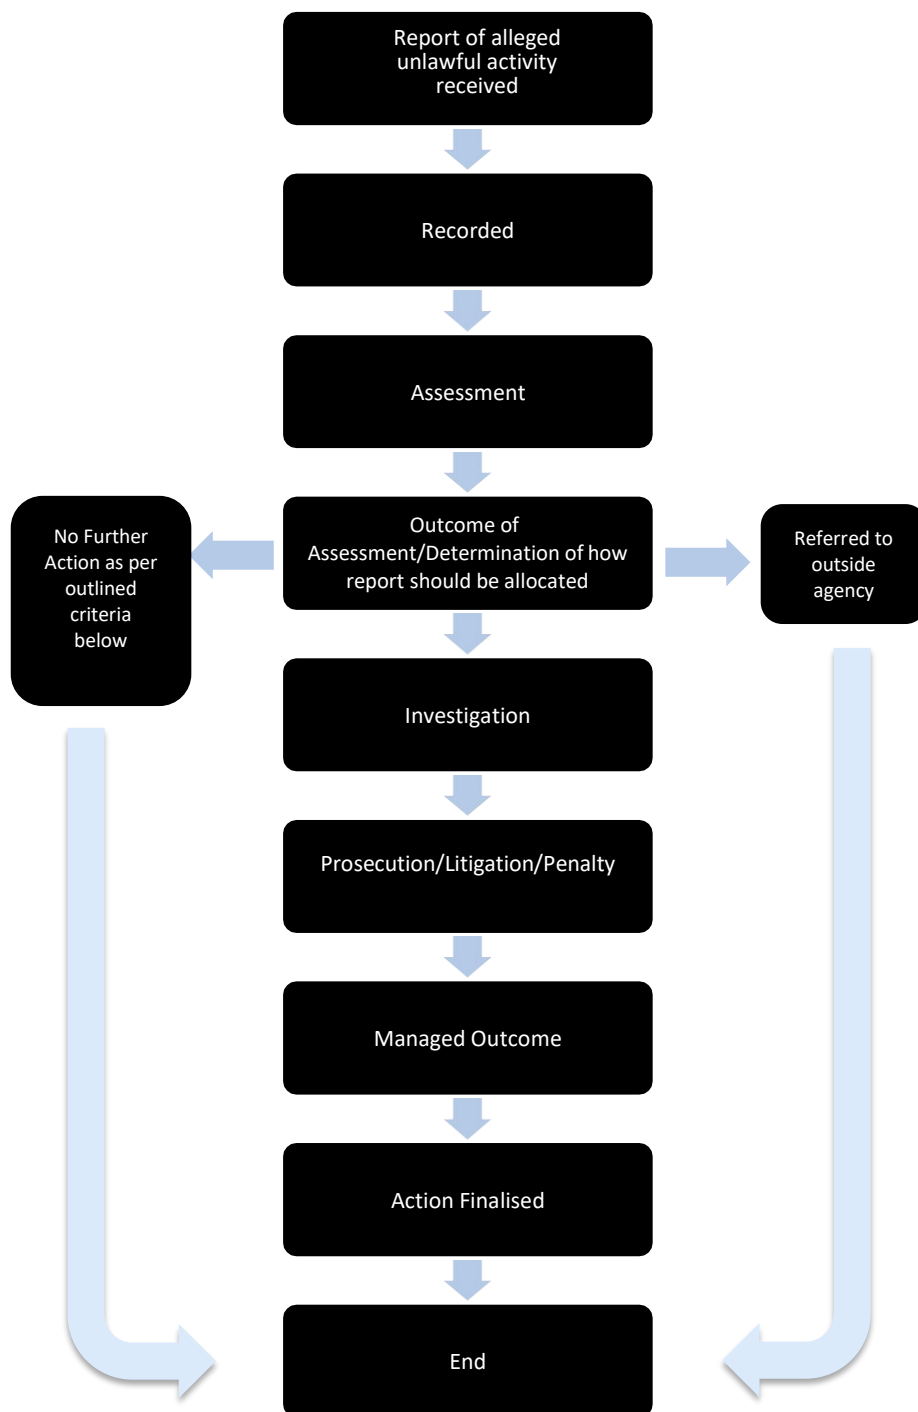 Report of alleged
unlawful activity
received
Recorded
Assessment
No Further
Action as per
outlined
criteria
below
Outcome of
Assessment/Determination of how
report should be allocated
Referred to
outside
agency
Investigation
Prosecution/Litigation/Penalty
Managed Outcome
Action Finalised
End